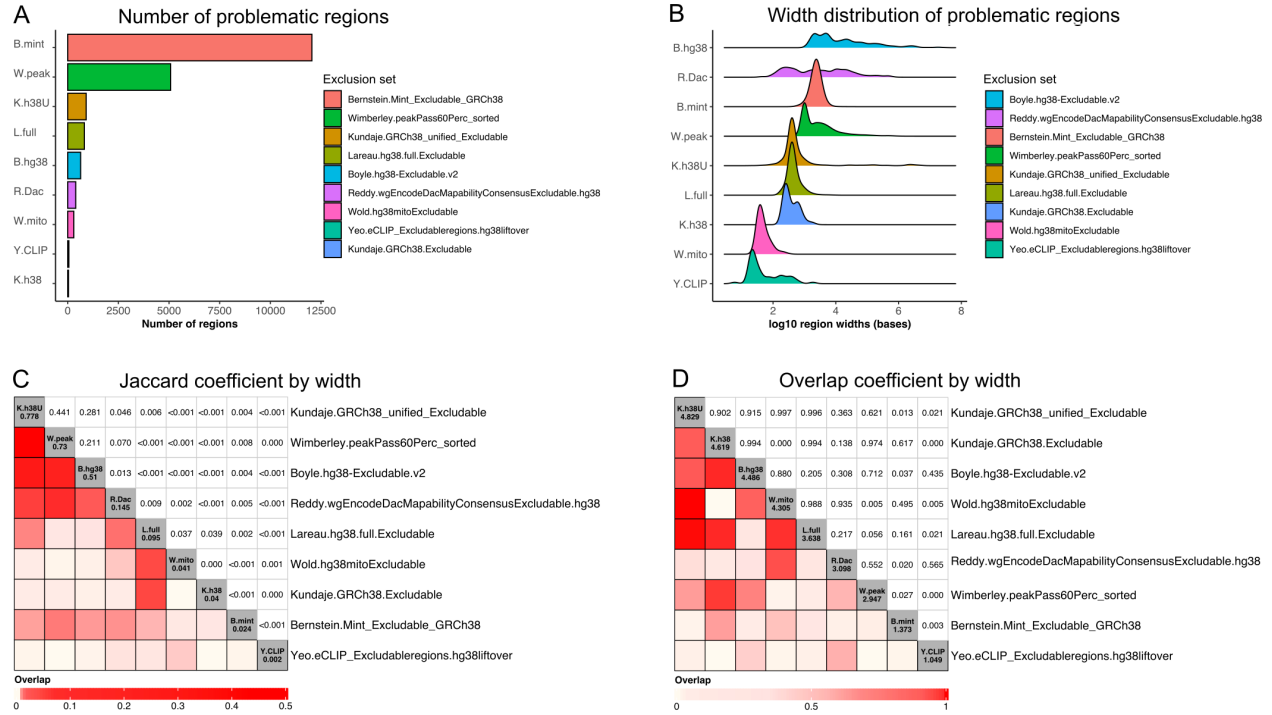 A
Number of problematic regions
B.mint
W.peak
K.h38U
L.full
B.hg38
R.Dac
W.mito
Y.CLIP
K.h38
0 2500 5000 7500 10000 12500
Number of regions
Exclusion set
Bernstein.Mint_Excludable_GRCh38
Wimberley.peakPass60Perc_sorted
Kundaje.GRCh38_unified_Excludable
Lareau.hg38.full.Excludable
Boyle.hg38-Excludable.v2
Reddy.wgEncodeDacMapabilityConsensusExcludable.hg38
Wold.hg38mitoExcludable
Yeo.eCLIP_Excludableregions.hg38liftover
Kundaje.GRCh38.Excludable
B
Width distribution of problematic regions
B.hg38
R.Dac
B.mint
W.peak
K.h38U
L.full
K.h38
W.mito
Y.CLIP
2 4 6 8
log10 region widths (bases)
Exclusion set
Boyle.hg38-Excludable.v2
Reddy.wgEncodeDacMapabilityConsensusExcludable.hg38
Bernstein.Mint_Excludable_GRCh38
Wimberley.peakPass60Perc_sorted
Kundaje.GRCh38_unified_Excludable
Lareau.hg38.full.Excludable
Kundaje.GRCh38.Excludable
Wold.hg38mitoExcludable
Yeo.eCLIP_Excludableregions.hg38liftover
C
Jaccard coefficient by width
K.h38U
0.778
0.441 0.281 0.046 0.006 <0.001 <0.001 0.004 <0.001 Kundaje.GRCh38_unified_Excludable
W.peak
0.73
0.211 0.070 <0.001 <0.001 <0.001 0.008 0.000 Wimberley.peakPass60Perc_sorted
B.hg38
0.51
0.013 <0.001 <0.001 <0.001 0.004 <0.001 Boyle.hg38-Excludable.v2
R.Dac
0.145
0.009 0.002 <0.001 0.005 <0.001 Reddy.wgEncodeDacMapabilityConsensusExcludable.hg38
L.full
0.095
0.037 0.039 0.002 <0.001 Lareau.hg38.full.Excludable
W.mito
0.041
0.000 <0.001 0.001 Wold.hg38mitoExcludable
K.h38
0.04
<0.001 0.000 Kundaje.GRCh38.Excludable
B.mint
0.024
<0.001 Bernstein.Mint_Excludable_GRCh38
Y.CLIP
0.002
Yeo.eCLIP_Excludableregions.hg38liftover
Overlap
0 0.1 0.2 0.3 0.4 0.5
D
Overlap coefficient by width
K.h38U
4.829
0.902 0.915 0.997 0.996 0.363 0.621 0.013 0.021 Kundaje.GRCh38_unified_Excludable
K.h38
4.619
0.994 0.000 0.994 0.138 0.974 0.617 0.000 Kundaje.GRCh38.Excludable
B.hg38
4.486
0.880 0.205 0.308 0.712 0.037 0.435 Boyle.hg38-Excludable.v2
W.mito
4.305
0.988 0.935 0.005 0.495 0.005 Wold.hg38mitoExcludable
L.full
3.638
0.217 0.056 0.161 0.021 Lareau.hg38.full.Excludable
R.Dac
3.098
0.552 0.020 0.565 Reddy.wgEncodeDacMapabilityConsensusExcludable.hg38
W.peak
2.947
0.027 0.000 Wimberley.peakPass60Perc_sorted
B.mint
1.373
0.003 Bernstein.Mint_Excludable_GRCh38
Y.CLIP
1.049
Yeo.eCLIP_Excludableregions.hg38liftover
Overlap
0 0.5 1